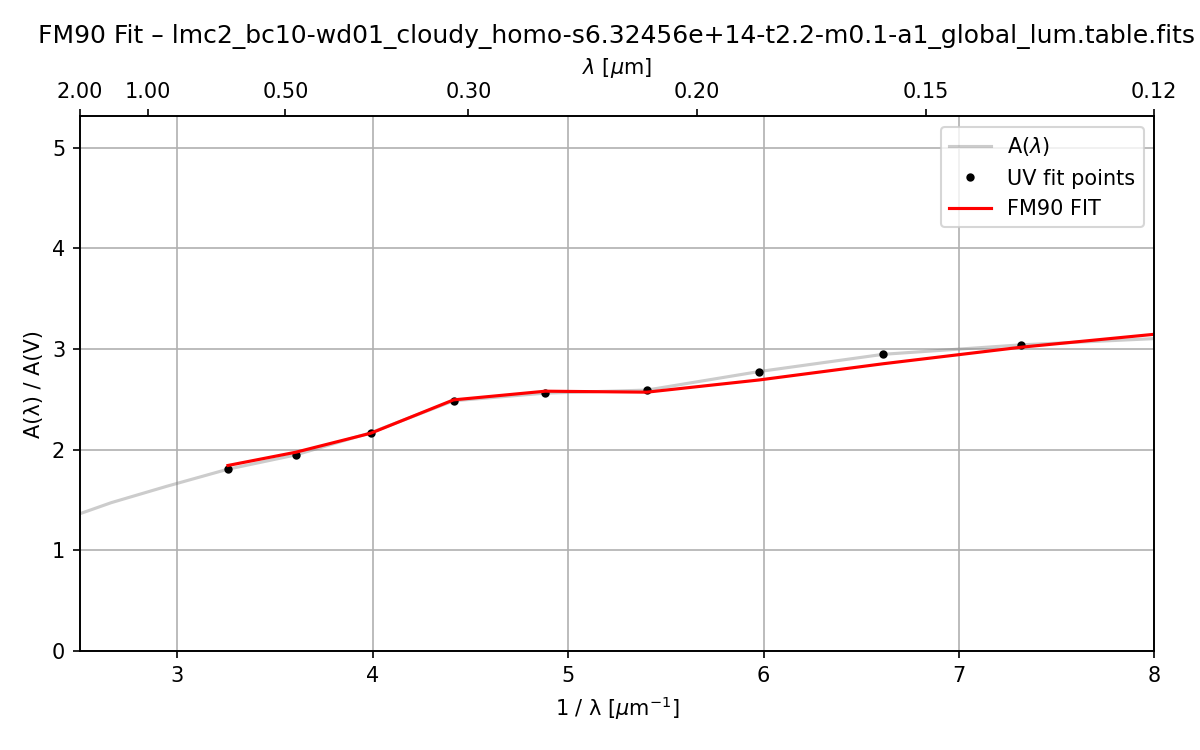 FM90 Fit – lmc2_bc10-wd01_cloudy_homo-s6.32456e+14-t2.2-m0.1-a1_global_lum.table.fits
λ [μm]
2.00 1.00 0.50 0.30 0.20 0.15 0.12
A(λ)
UV fit points
FM90 FIT
A(λ) / A(V)
5
4
3
2
1
0
3 4 5 6 7 8
1 / λ [μm⁻¹]